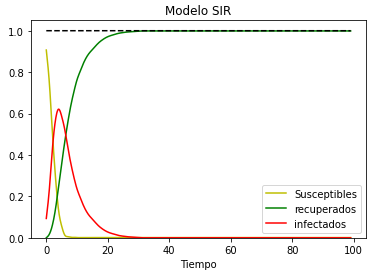 Modelo SIR
1.0
0.8
0.6
0.4
0.2
0.0
Susceptibles
recuperados
infectados
0 20 40 60 80 100
Tiempo